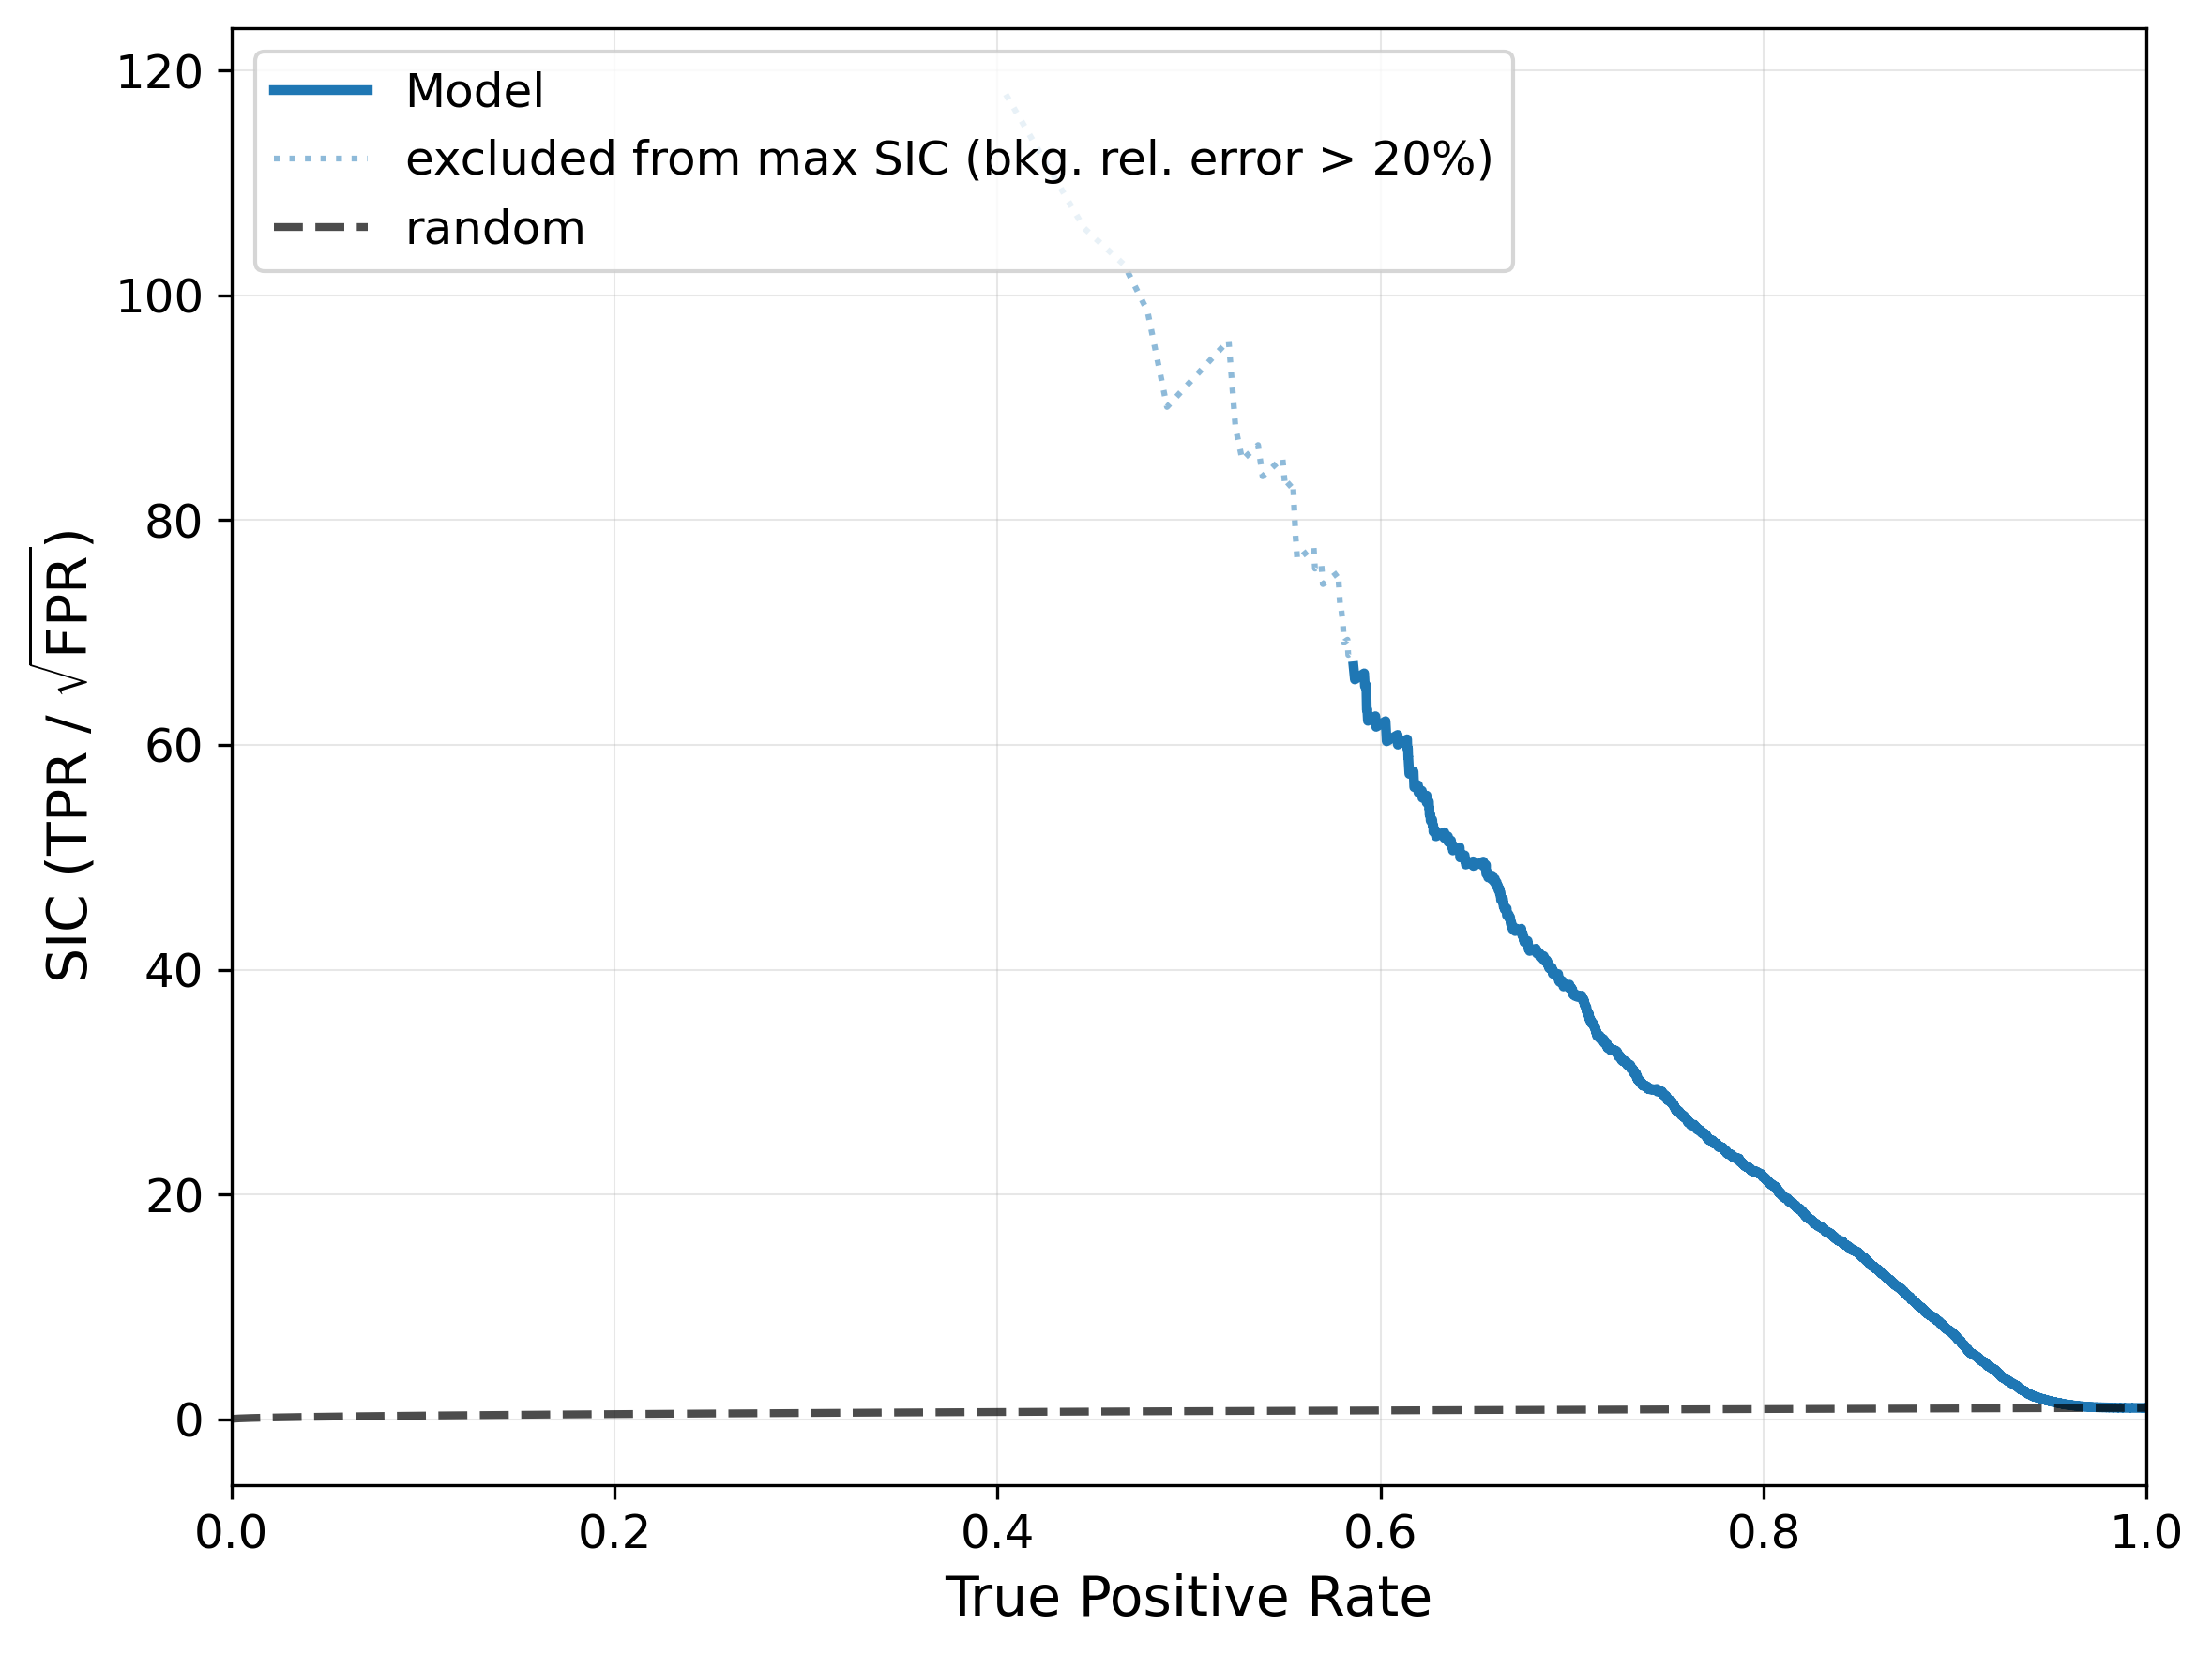 120
100
80
60
40
20
0
SIC (TPR / √FPR)
Model
excluded from max SIC (bkg. rel. error > 20%)
random
0.0 0.2 0.4 0.6 0.8 1.0
True Positive Rate